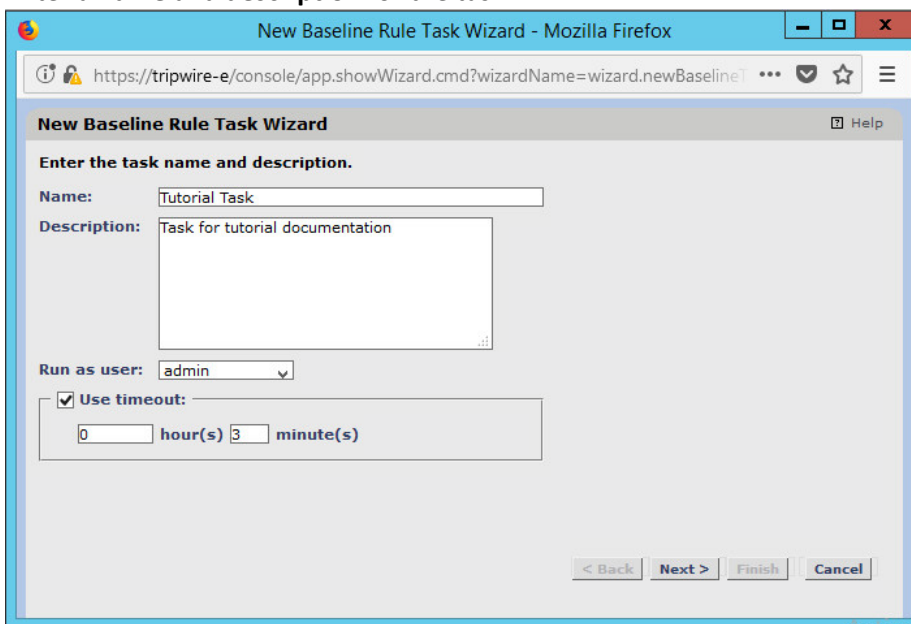 New Baseline Rule Task Wizard - Mozilla Firefox
https://tripwire-e/console/app.showWizard.cmd?wizardName=wizard.newBaseline
New Baseline Rule Task Wizard
? Help
Enter the task name and description.
Name: Tutorial Task
Description: Task for tutorial documentation
Run as user: admin
Use timeout:
0 hour(s) 3 minute(s)
< Back Next > Finish Cancel